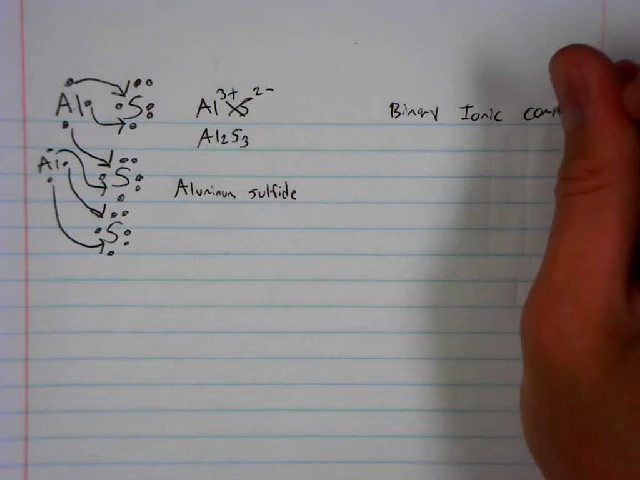 Al S Al³⁺ S²⁻ Binary Ionic
Al₂S₃
Al S
Aluminum sulfide
S